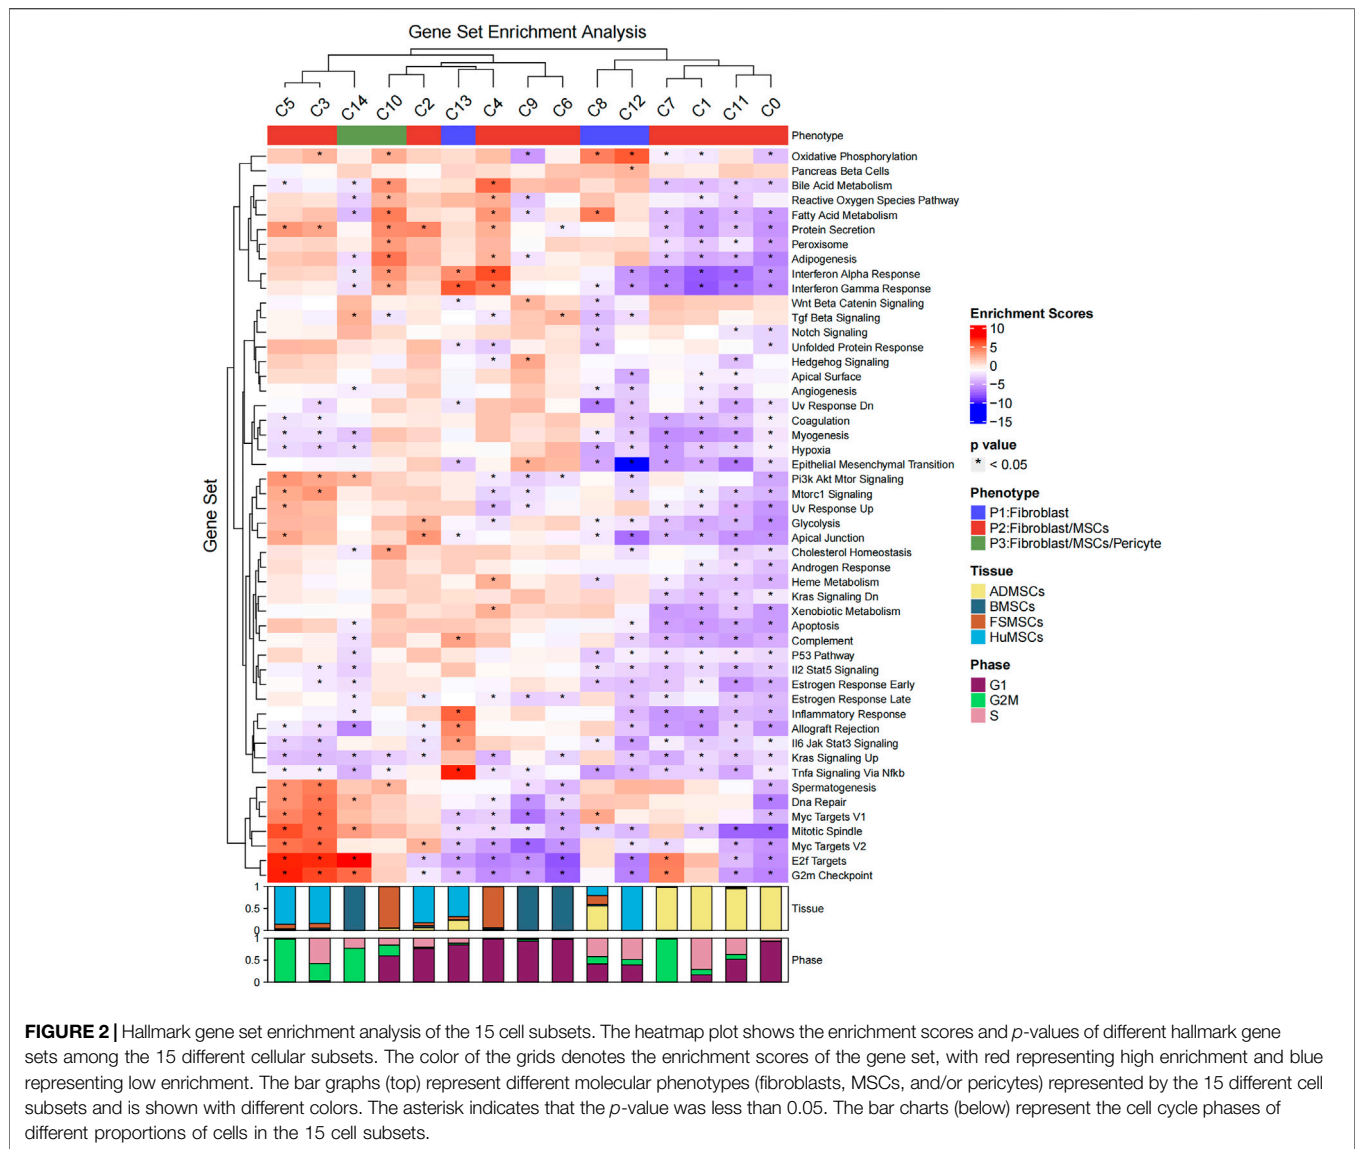 Gene Set Enrichment Analysis
C5 C3 C14 C10 C2 C13 C4 C9 C6 C8 C12 C7 C1 C11 C0
Phenotype
Oxidative Phosphorylation
Pancreas Beta Cells
Bile Acid Metabolism
Reactive Oxygen Species Pathway
Fatty Acid Metabolism
Protein Secretion
Peroxisome
Adipogenesis
Interferon Alpha Response
Interferon Gamma Response
Wnt Beta Catenin Signaling
Tgf Beta Signaling
Notch Signaling
Unfolded Protein Response
Hedgehog Signaling
Apical Surface
Angiogenesis
Uv Response Dn
Coagulation
Myogenesis
Hypoxia
Epithelial Mesenchymal Transition
Pi3k Akt Mtor Signaling
Mtorc1 Signaling
Uv Response Up
Glycolysis
Apical Junction
Cholesterol Homeostasis
Androgen Response
Heme Metabolism
Kras Signaling Dn
Xenobiotic Metabolism
Apoptosis
Complement
P53 Pathway
Il2 Stat5 Signaling
Estrogen Response Early
Estrogen Response Late
Inflammatory Response
Allograft Rejection
Il6 Jak Stat3 Signaling
Kras Signaling Up
Tnfa Signaling Via Nfkb
Spermatogenesis
Dna Repair
Myc Targets V1
Mitotic Spindle
Myc Targets V2
E2f Targets
G2m Checkpoint
Gene Set
1
0.5
0
Tissue
1
0.5
0
Phase
Enrichment Scores
10
5
0
−5
−10
−15
p value
* < 0.05
Phenotype
P1:Fibroblast
P2:Fibroblast/MSCs
P3:Fibroblast/MSCs/Pericyte
Tissue
ADMSCs
BMSCs
FSMSCs
HuMSCs
Phase
G1
G2M
S
FIGURE 2 | Hallmark gene set enrichment analysis of the 15 cell subsets. The heatmap plot shows the enrichment scores and p-values of different hallmark gene
sets among the 15 different cellular subsets. The color of the grids denotes the enrichment scores of the gene set, with red representing high enrichment and blue
representing low enrichment. The bar graphs (top) represent different molecular phenotypes (fibroblasts, MSCs, and/or pericytes) represented by the 15 different cell
subsets and is shown with different colors. The asterisk indicates that the p-value was less than 0.05. The bar charts (below) represent the cell cycle phases of
different proportions of cells in the 15 cell subsets.